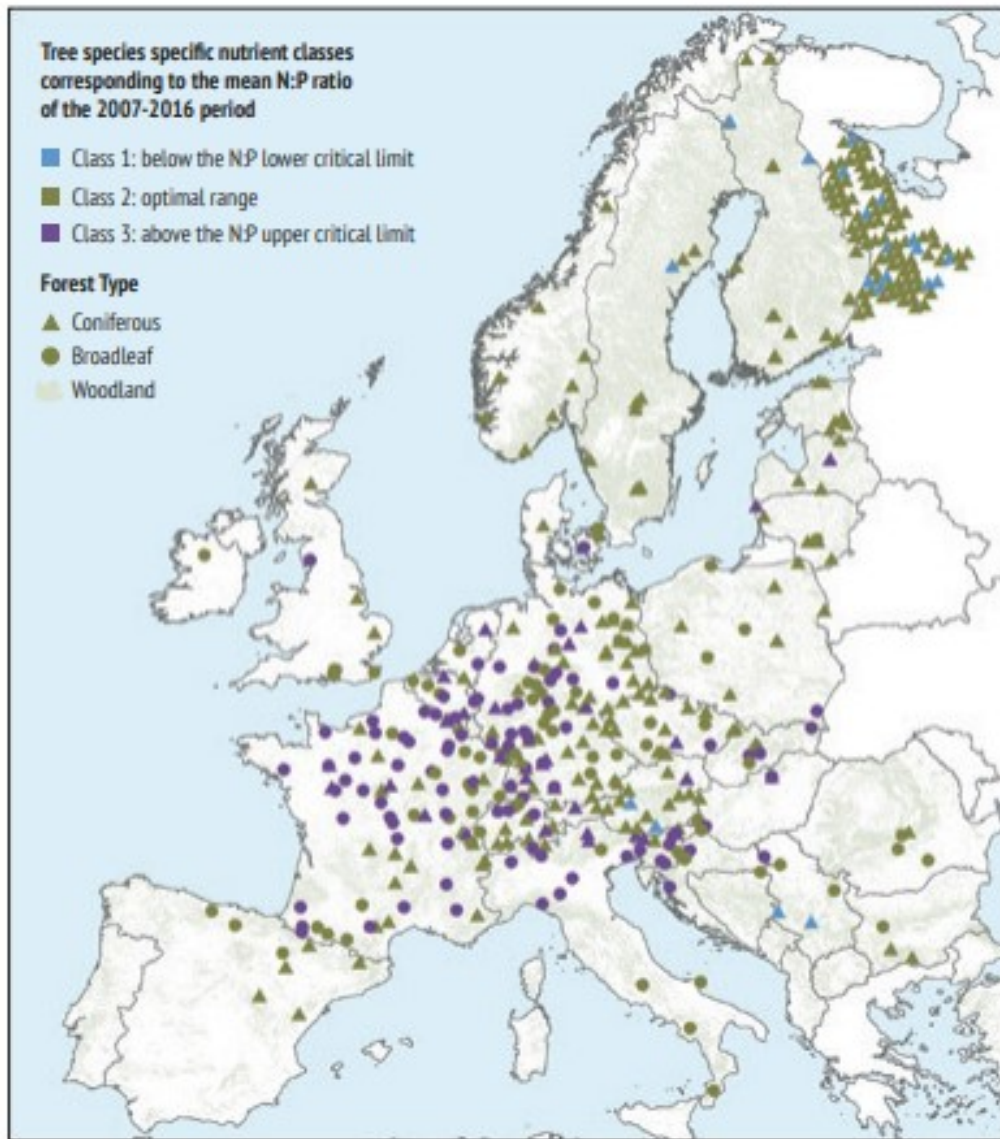 Tree species specific nutrient classes
corresponding to the mean N:P ratio
of the 2007-2016 period
Class 1: below the N:P lower critical limit
Class 2: optimal range
Class 3: above the N:P upper critical limit
Forest Type
Coniferous
Broadleaf
Woodland